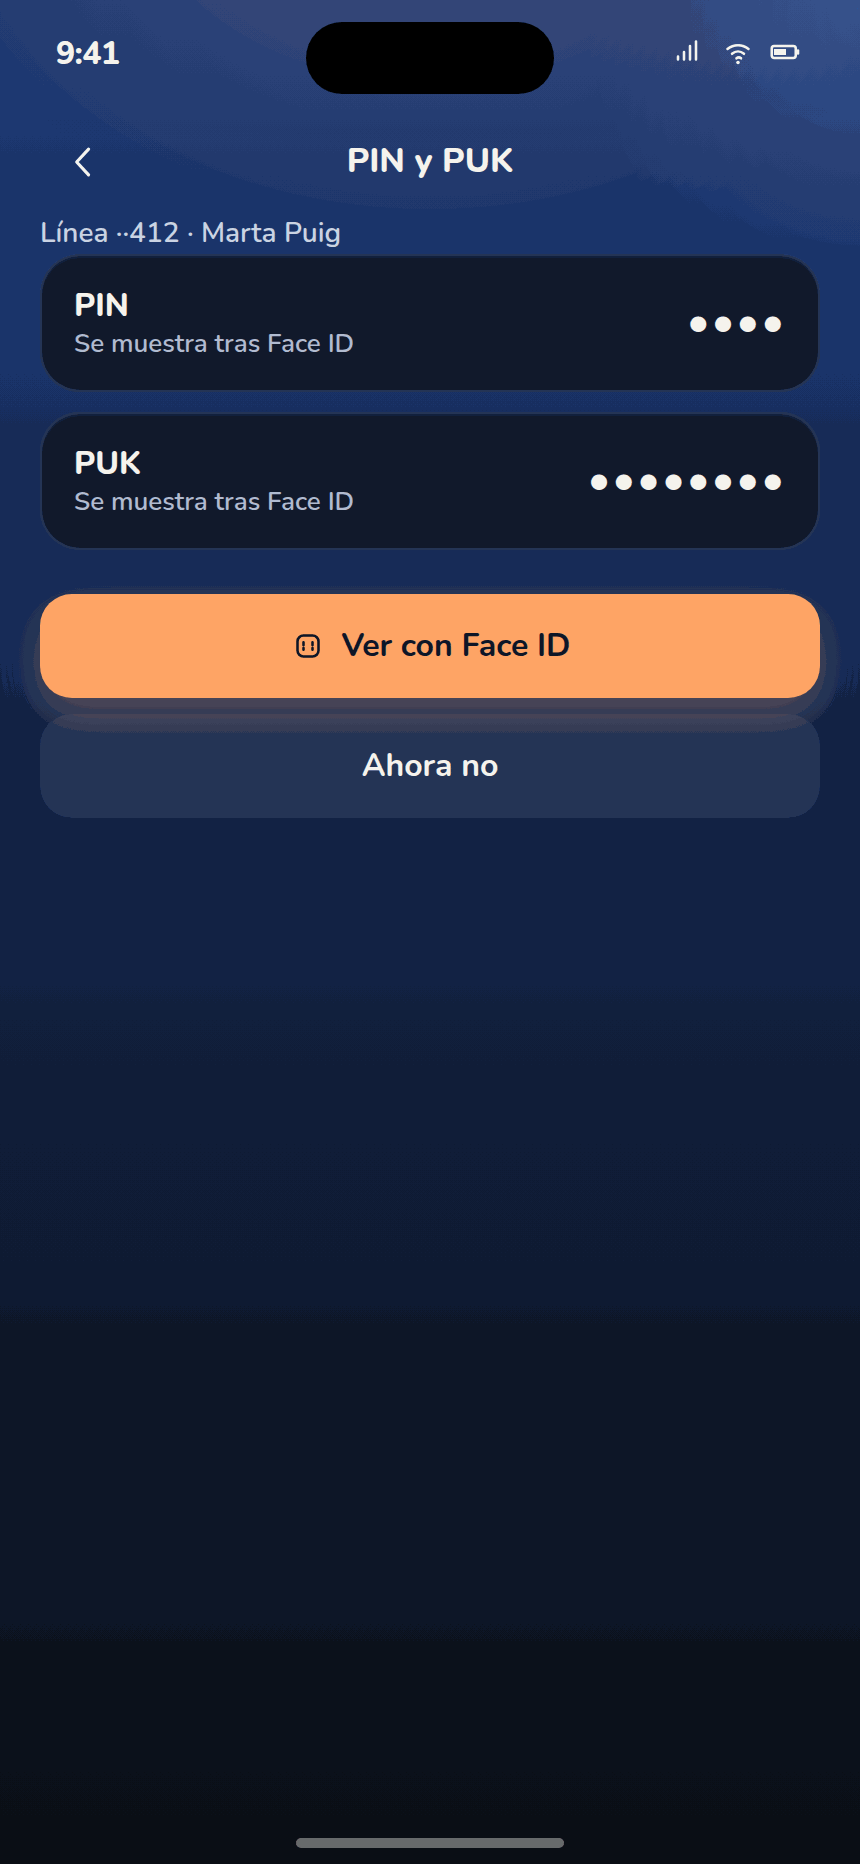 9:41
PIN y PUK
Línea ··412 · Marta Puig
PIN
Se muestra tras Face ID
●●●●
PUK
Se muestra tras Face ID
●●●●●●●●
Ver con Face ID
Ahora no